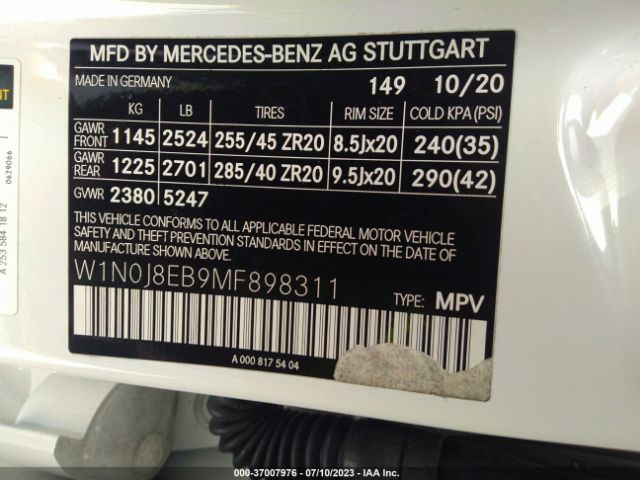 MFD BY MERCEDES-BENZ AG STUTTGART
MADE IN GERMANY 149 10/20
KG LB TIRES RIM SIZE COLD KPA (PSI)
GAWR FRONT 1145 2524 255/45 ZR20 8.5Jx20 240(35)
GAWR REAR 1225 2701 285/40 ZR20 9.5Jx20 290(42)
GVWR 2380 5247
THIS VEHICLE CONFORMS TO ALL APPLICABLE FEDERAL MOTOR VEHICLE
SAFETY AND THEFT PREVENTION STANDARDS IN EFFECT ON THE DATE OF
MANUFACTURE SHOWN ABOVE.
W1N0J8EB9MF898311
TYPE: MPV
A 000 817 54 04
A 253 584 18 12
0629066
000-37007976 - 07/10/2023 - IAA Inc.